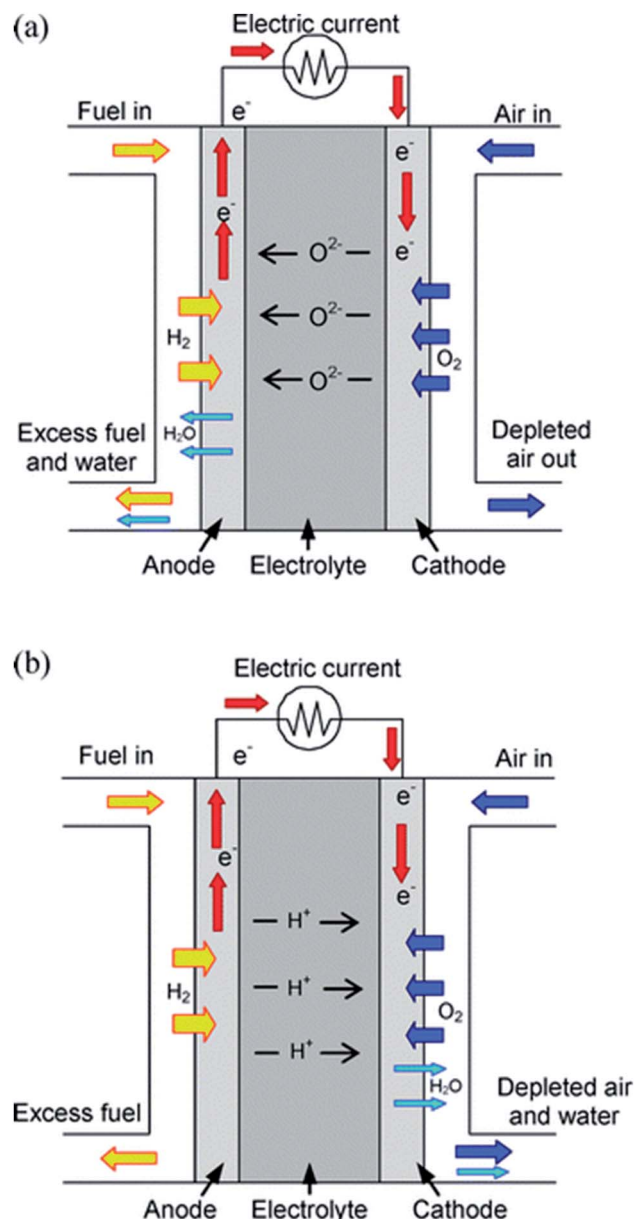 (a)
Electric current
Fuel in
e⁻
Air in
e⁻
e⁻
e⁻
O²⁻
O²⁻
H₂
O₂
O²⁻
Excess fuel
and water
H₂O
Depleted
air out
Anode
Electrolyte
Cathode
(b)
Electric current
Fuel in
e⁻
Air in
e⁻
e⁻
e⁻
H⁺
H₂
H⁺
O₂
H⁺
H₂O
Excess fuel
Depleted air
and water
Anode
Electrolyte
Cathode